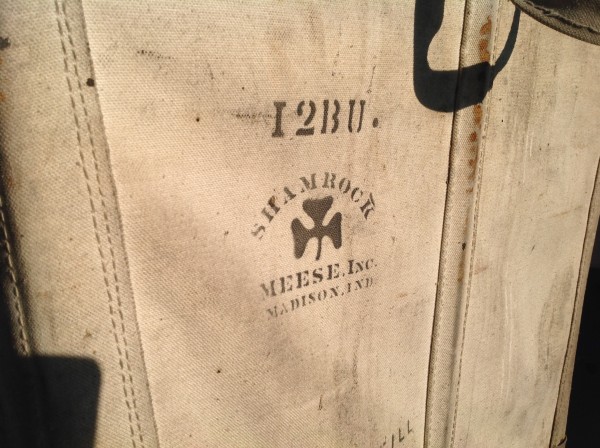 12BU.
SHAMROCK
MEESE, INC.
MADISON, IND.